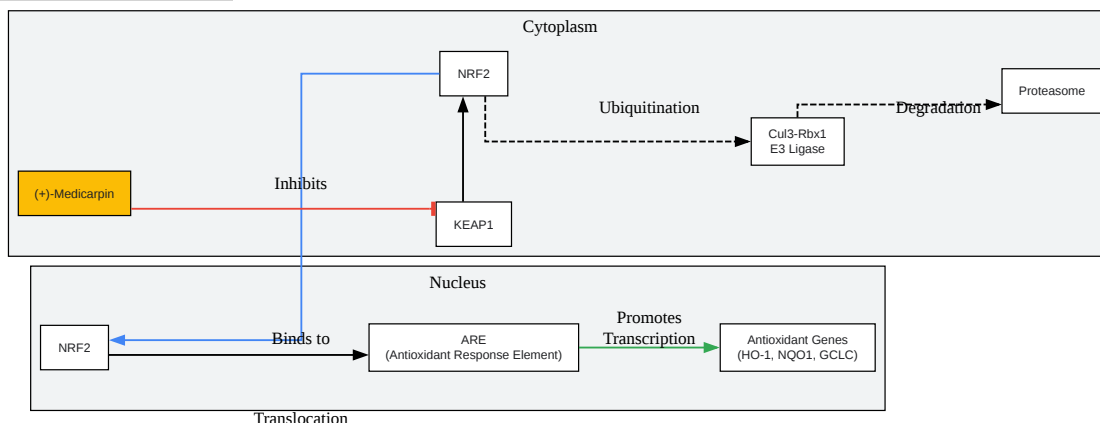 Cytoplasm
NRF2
Proteasome
Ubiquitination
Degradation
Cul3-Rbx1
E3 Ligase
(+)-Medicarpin
Inhibits
KEAP1
Nucleus
NRF2
Binds to
ARE
(Antioxidant Response Element)
Promotes
Transcription
Antioxidant Genes
(HO-1, NQO1, GCLC)
Translocation